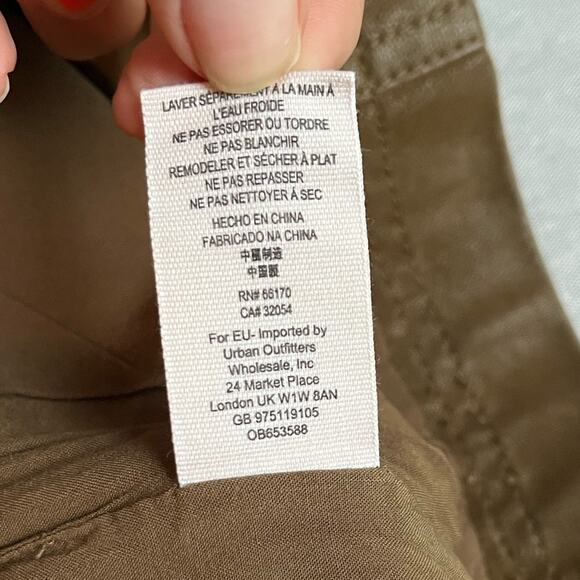 LAVER SÉPARÉMENT À LA MAIN À
L'EAU FROIDE
NE PAS ESSORER OU TORDRE
NE PAS BLANCHIR
REMODELER ET SÉCHER À PLAT
NE PAS REPASSER
NE PAS NETTOYER À SEC
HECHO EN CHINA
FABRICADO NA CHINA
中國制造
中国製
RN# 66170
CA# 32054
For EU- Imported by
Urban Outfitters
Wholesale, Inc
24 Market Place
London UK W1W 8AN
GB 975119105
OB653588